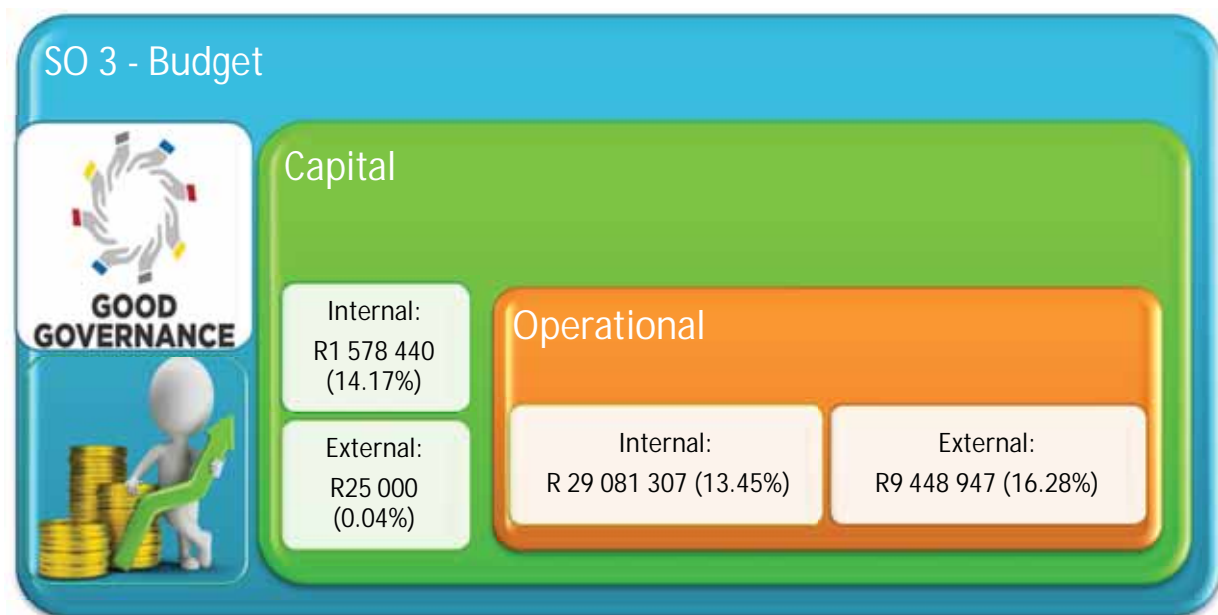 SO 3 - Budget
GOOD
GOVERNANCE
Capital
Internal:
R1 578 440
(14.17%)
External:
R25 000
(0.04%)
Operational
Internal:
R 29 081 307 (13.45%)
External:
R9 448 947 (16.28%)